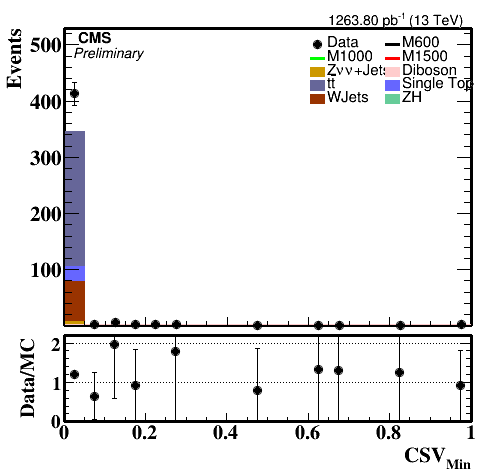 1263.80 pb⁻¹ (13 TeV)
CMS
Preliminary
Data
M600
M1000
M1500
Zνν+Jets
Diboson
tt
Single Top
WJets
ZH
Events
500
400
300
200
100
Data/MC
2
1
0
0 0.2 0.4 0.6 0.8 1
CSV_Min